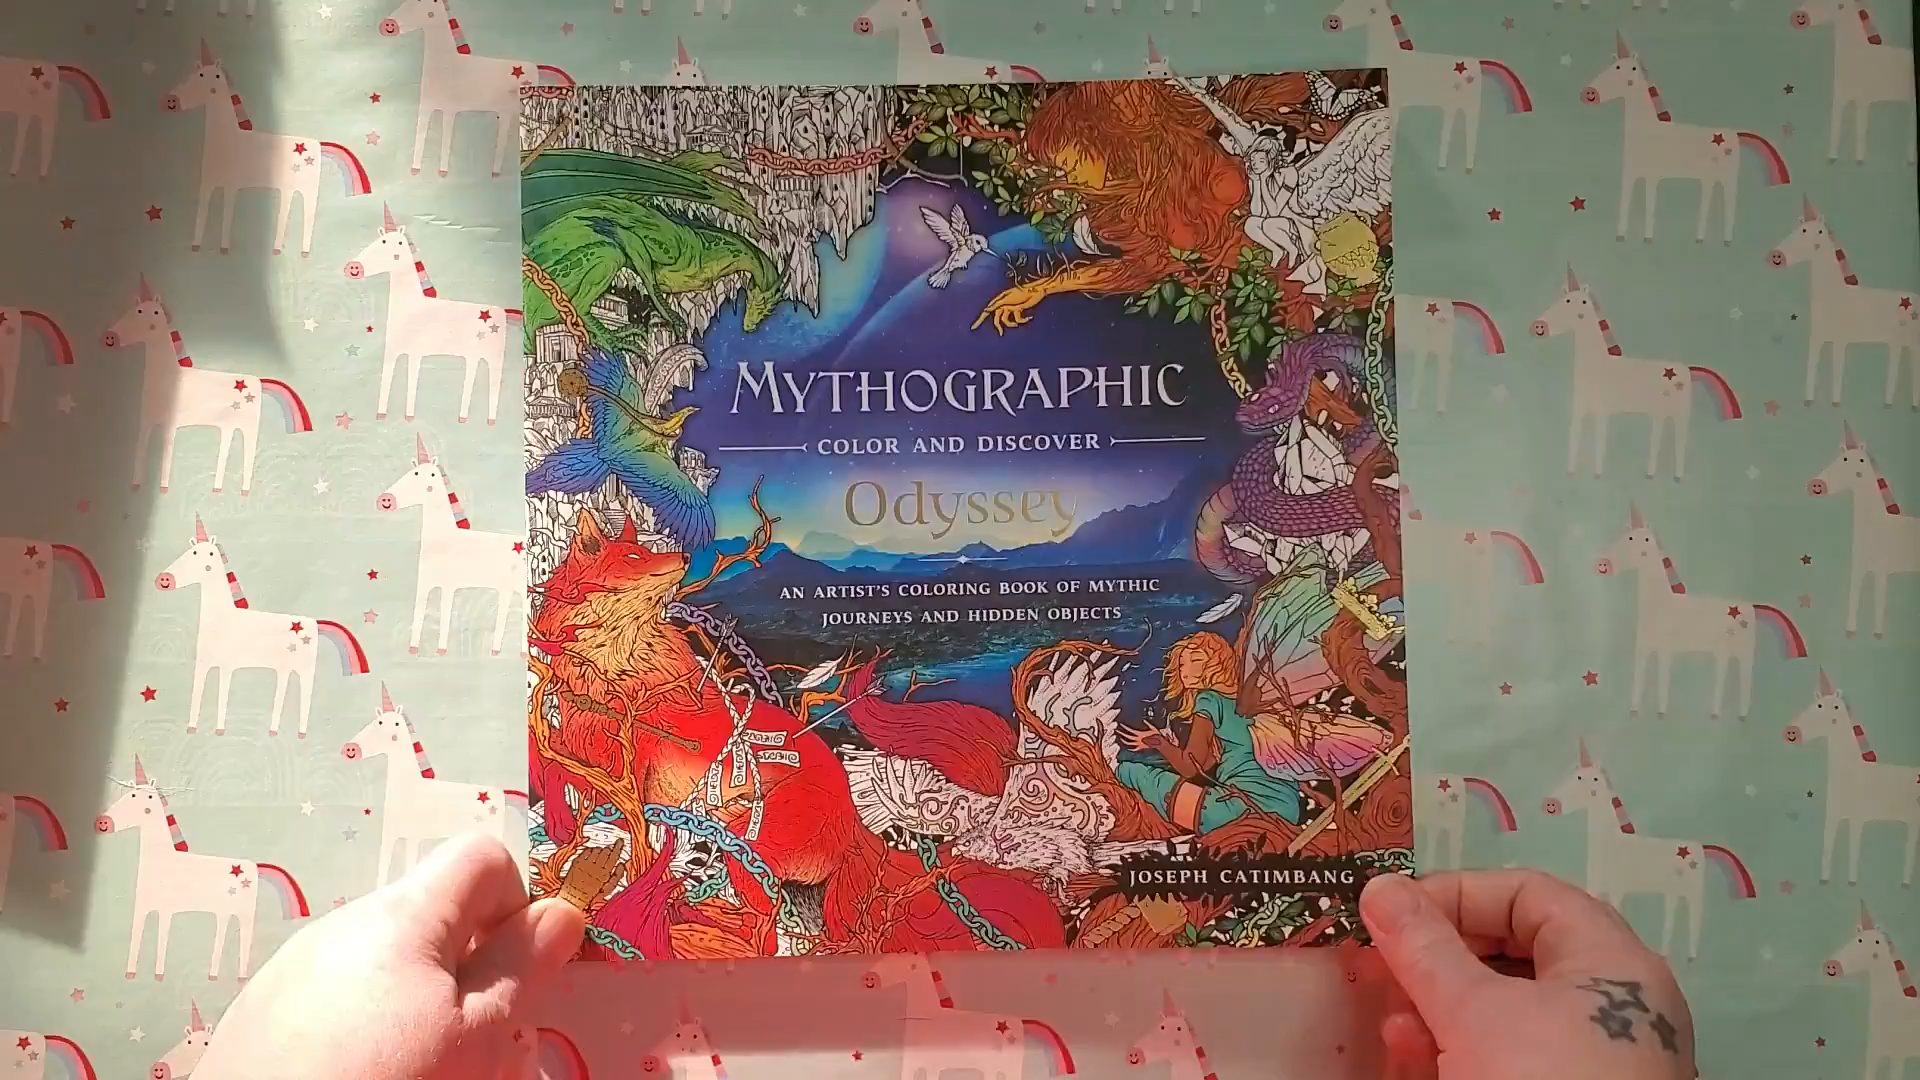 MYTHOGRAPHIC
COLOR AND DISCOVER
Odyssey
AN ARTIST'S COLORING BOOK OF MYTHIC
JOURNEYS AND HIDDEN OBJECTS
JOSEPH CATIMBANG